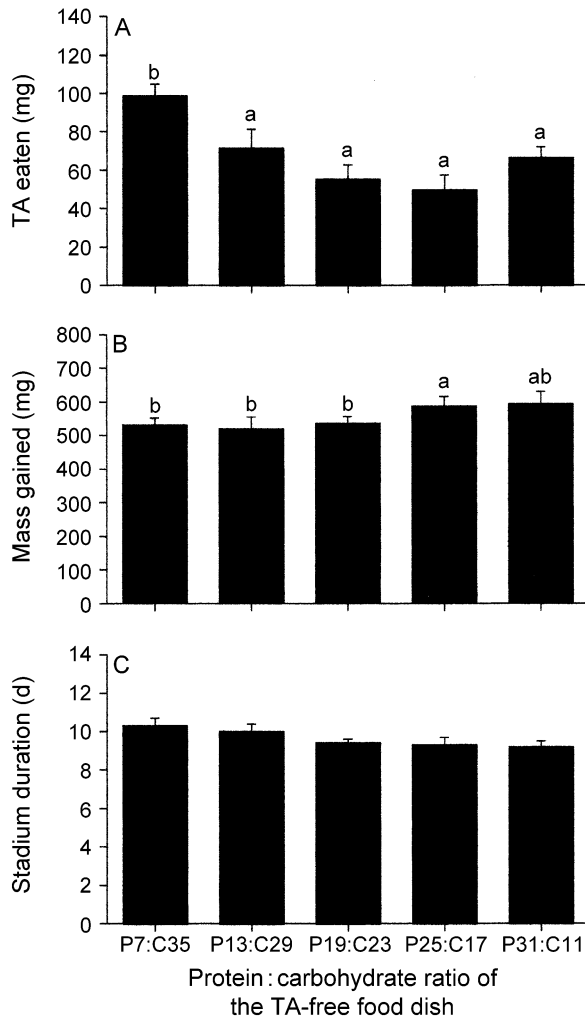 A
TA eaten (mg)
140
120
100
80
60
40
20
0
b
a
a
a
a
B
Mass gained (mg)
800
700
600
500
400
300
200
100
0
b
b
b
a
ab
C
Stadium duration (d)
14
12
10
8
6
4
2
0
P7:C35 P13:C29 P19:C23 P25:C17 P31:C11
Protein : carbohydrate ratio of
the TA-free food dish